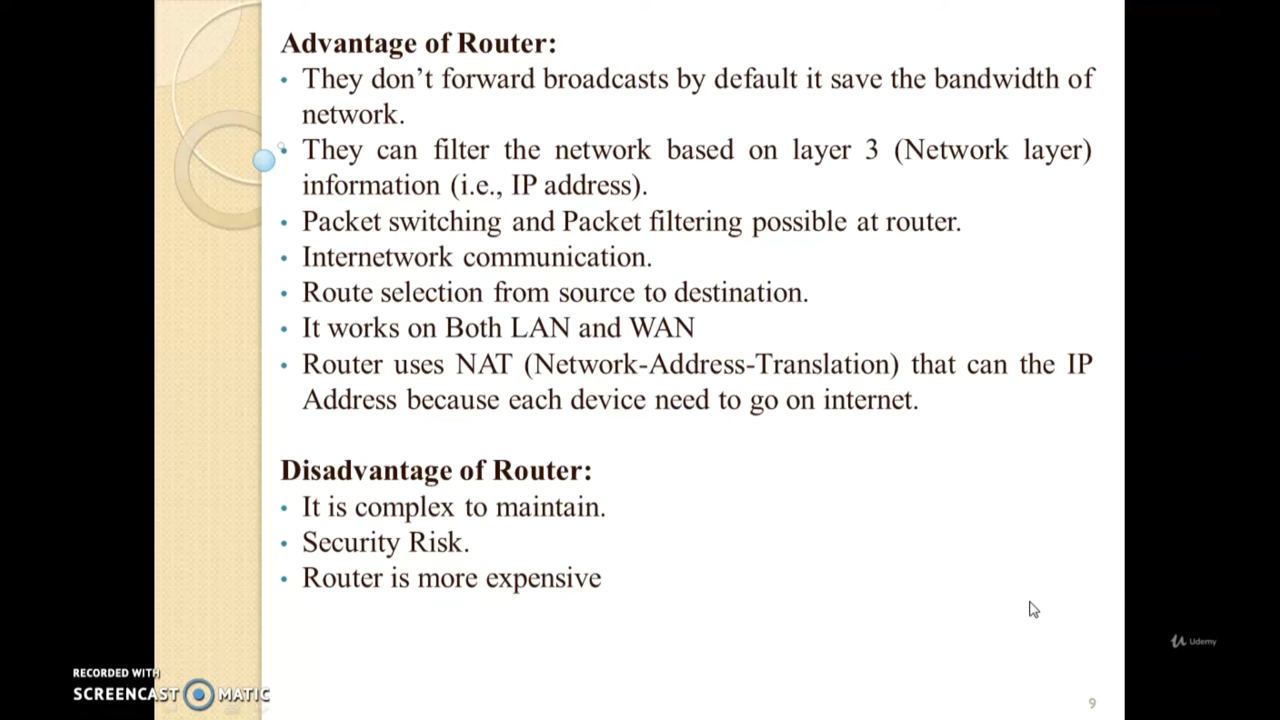 Advantage of Router:
• They don't forward broadcasts by default it save the bandwidth of
network.
• They can filter the network based on layer 3 (Network layer)
information (i.e., IP address).
• Packet switching and Packet filtering possible at router.
• Internetwork communication.
• Route selection from source to destination.
• It works on Both LAN and WAN
• Router uses NAT (Network-Address-Translation) that can the IP
Address because each device need to go on internet.
Disadvantage of Router:
• It is complex to maintain.
• Security Risk.
• Router is more expensive
Udemy
RECORDED WITH
SCREENCAST MATIC
9